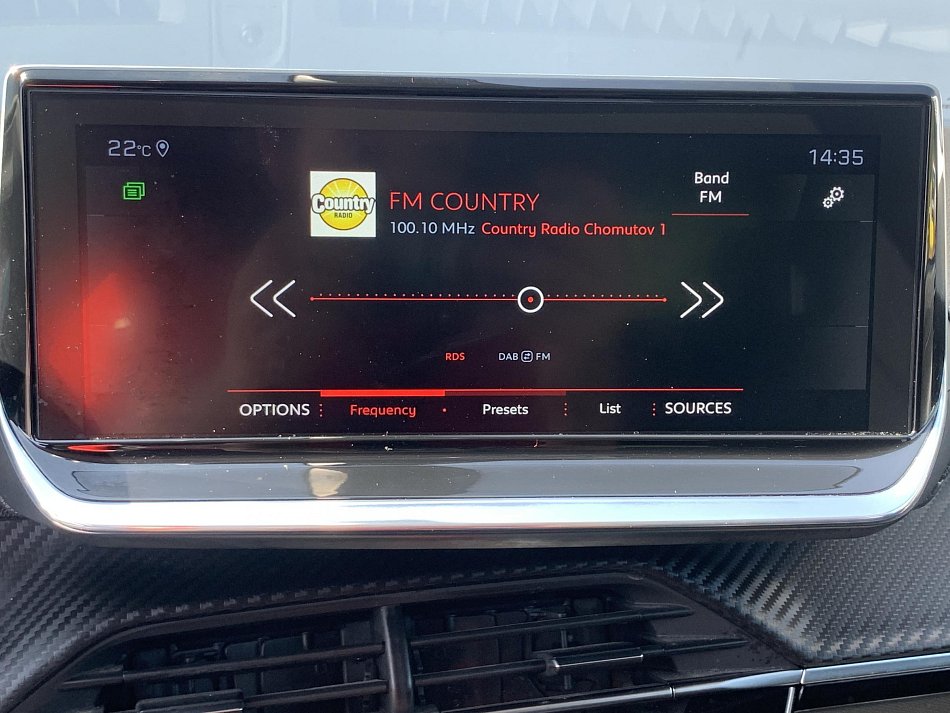 22°C
14:35
Country
RADIO
FM COUNTRY
100.10 MHz Country Radio Chomutov 1
Band
FM
RDS
DAB FM
OPTIONS Frequency Presets List SOURCES